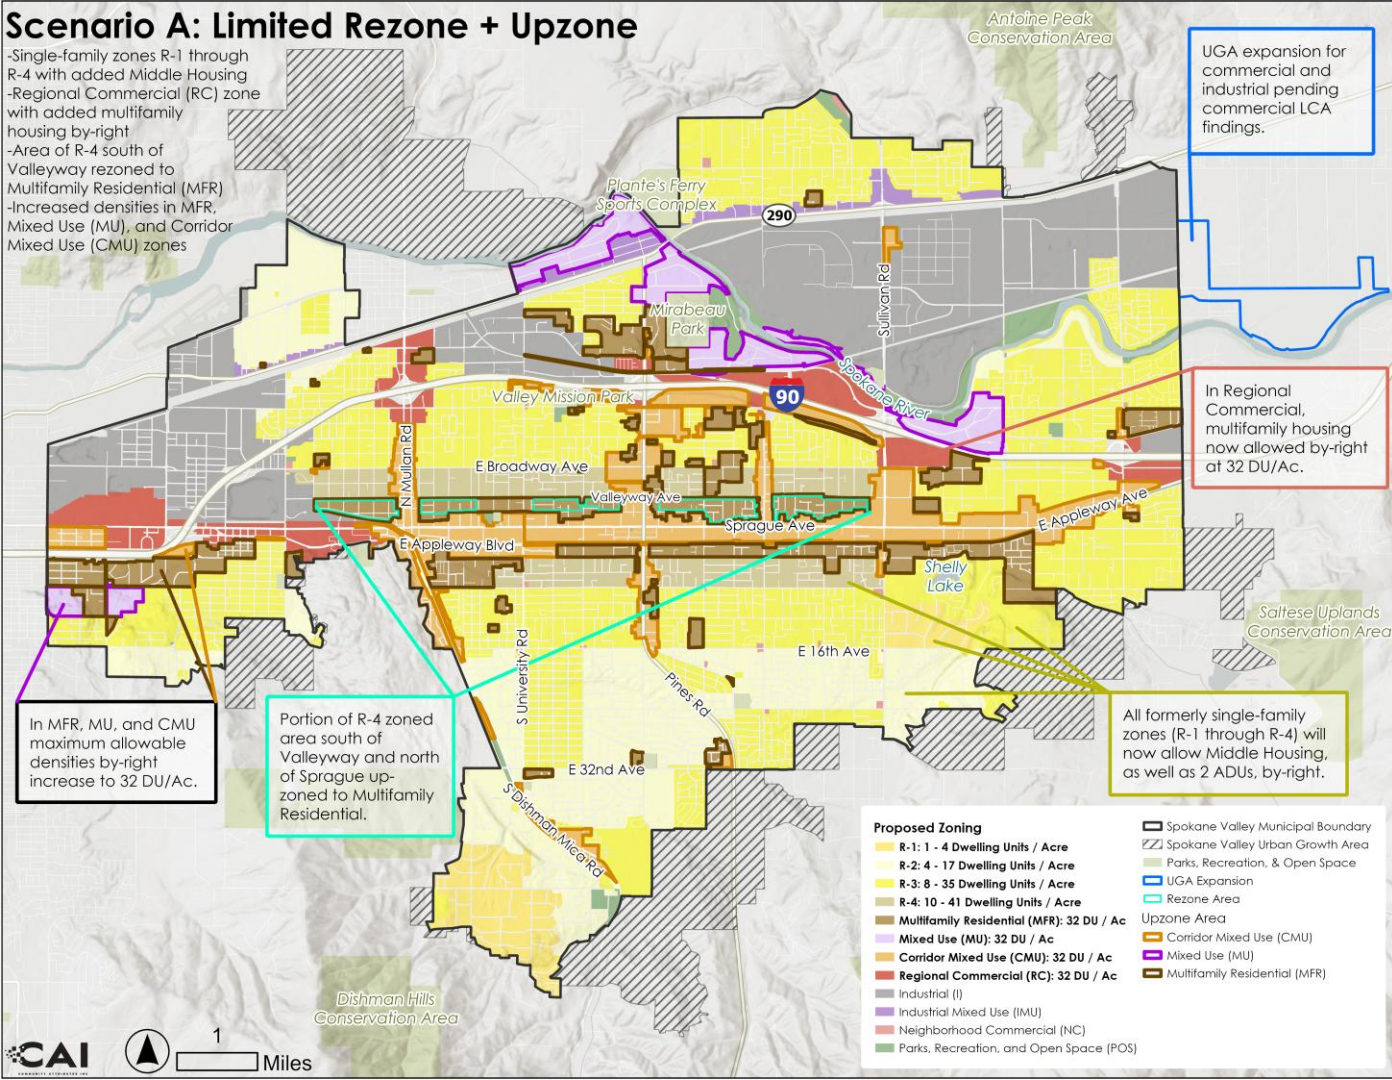 Scenario A: Limited Rezone + Upzone
-Single-family zones R-1 through
R-4 with added Middle Housing
-Regional Commercial (RC) zone
with added multifamily
housing by-right
-Area of R-4 south of
Valleyway rezoned to
Multifamily Residential (MFR)
-Increased densities in MFR,
Mixed Use (MU), and Corridor
Mixed Use (CMU) zones
Antoine Peak
Conservation Area
UGA expansion for
commercial and
industrial pending
commercial LCA
findings.
Plante's Ferry
Sports Complex
290
Sullivan Rd
Mirabeau
Park
Spokane River
Valley Mission Park
90
In Regional
Commercial,
multifamily housing
now allowed by-right
at 32 DU/Ac.
N Mullan Rd
E Broadway Ave
Valleyway Ave
Sprague Ave
E Appleway Ave
E Appleway Blvd
Shelly
Lake
Saltese Uplands
Conservation Area
S University Rd
E 16th Ave
Pines Rd
In MFR, MU, and CMU
maximum allowable
densities by-right
increase to 32 DU/Ac.
Portion of R-4 zoned
area south of
Valleyway and north
of Sprague up-
zoned to Multifamily
Residential.
All formerly single-family
zones (R-1 through R-4) will
now allow Middle Housing,
as well as 2 ADUs, by-right.
E 32nd Ave
S Dishman Mica Rd
Dishman Hills
Conservation Area
Proposed Zoning
R-1: 1 - 4 Dwelling Units / Acre
R-2: 4 - 17 Dwelling Units / Acre
R-3: 8 - 35 Dwelling Units / Acre
R-4: 10 - 41 Dwelling Units / Acre
Multifamily Residential (MFR): 32 DU / Ac
Mixed Use (MU): 32 DU / Ac
Corridor Mixed Use (CMU): 32 DU / Ac
Regional Commercial (RC): 32 DU / Ac
Industrial (I)
Industrial Mixed Use (IMU)
Neighborhood Commercial (NC)
Parks, Recreation, and Open Space (POS)
Spokane Valley Municipal Boundary
Spokane Valley Urban Growth Area
Parks, Recreation, & Open Space
UGA Expansion
Rezone Area
Upzone Area
Corridor Mixed Use (CMU)
Mixed Use (MU)
Multifamily Residential (MFR)
CAI
COMMUNITY ATTRIBUTES INC
1
Miles